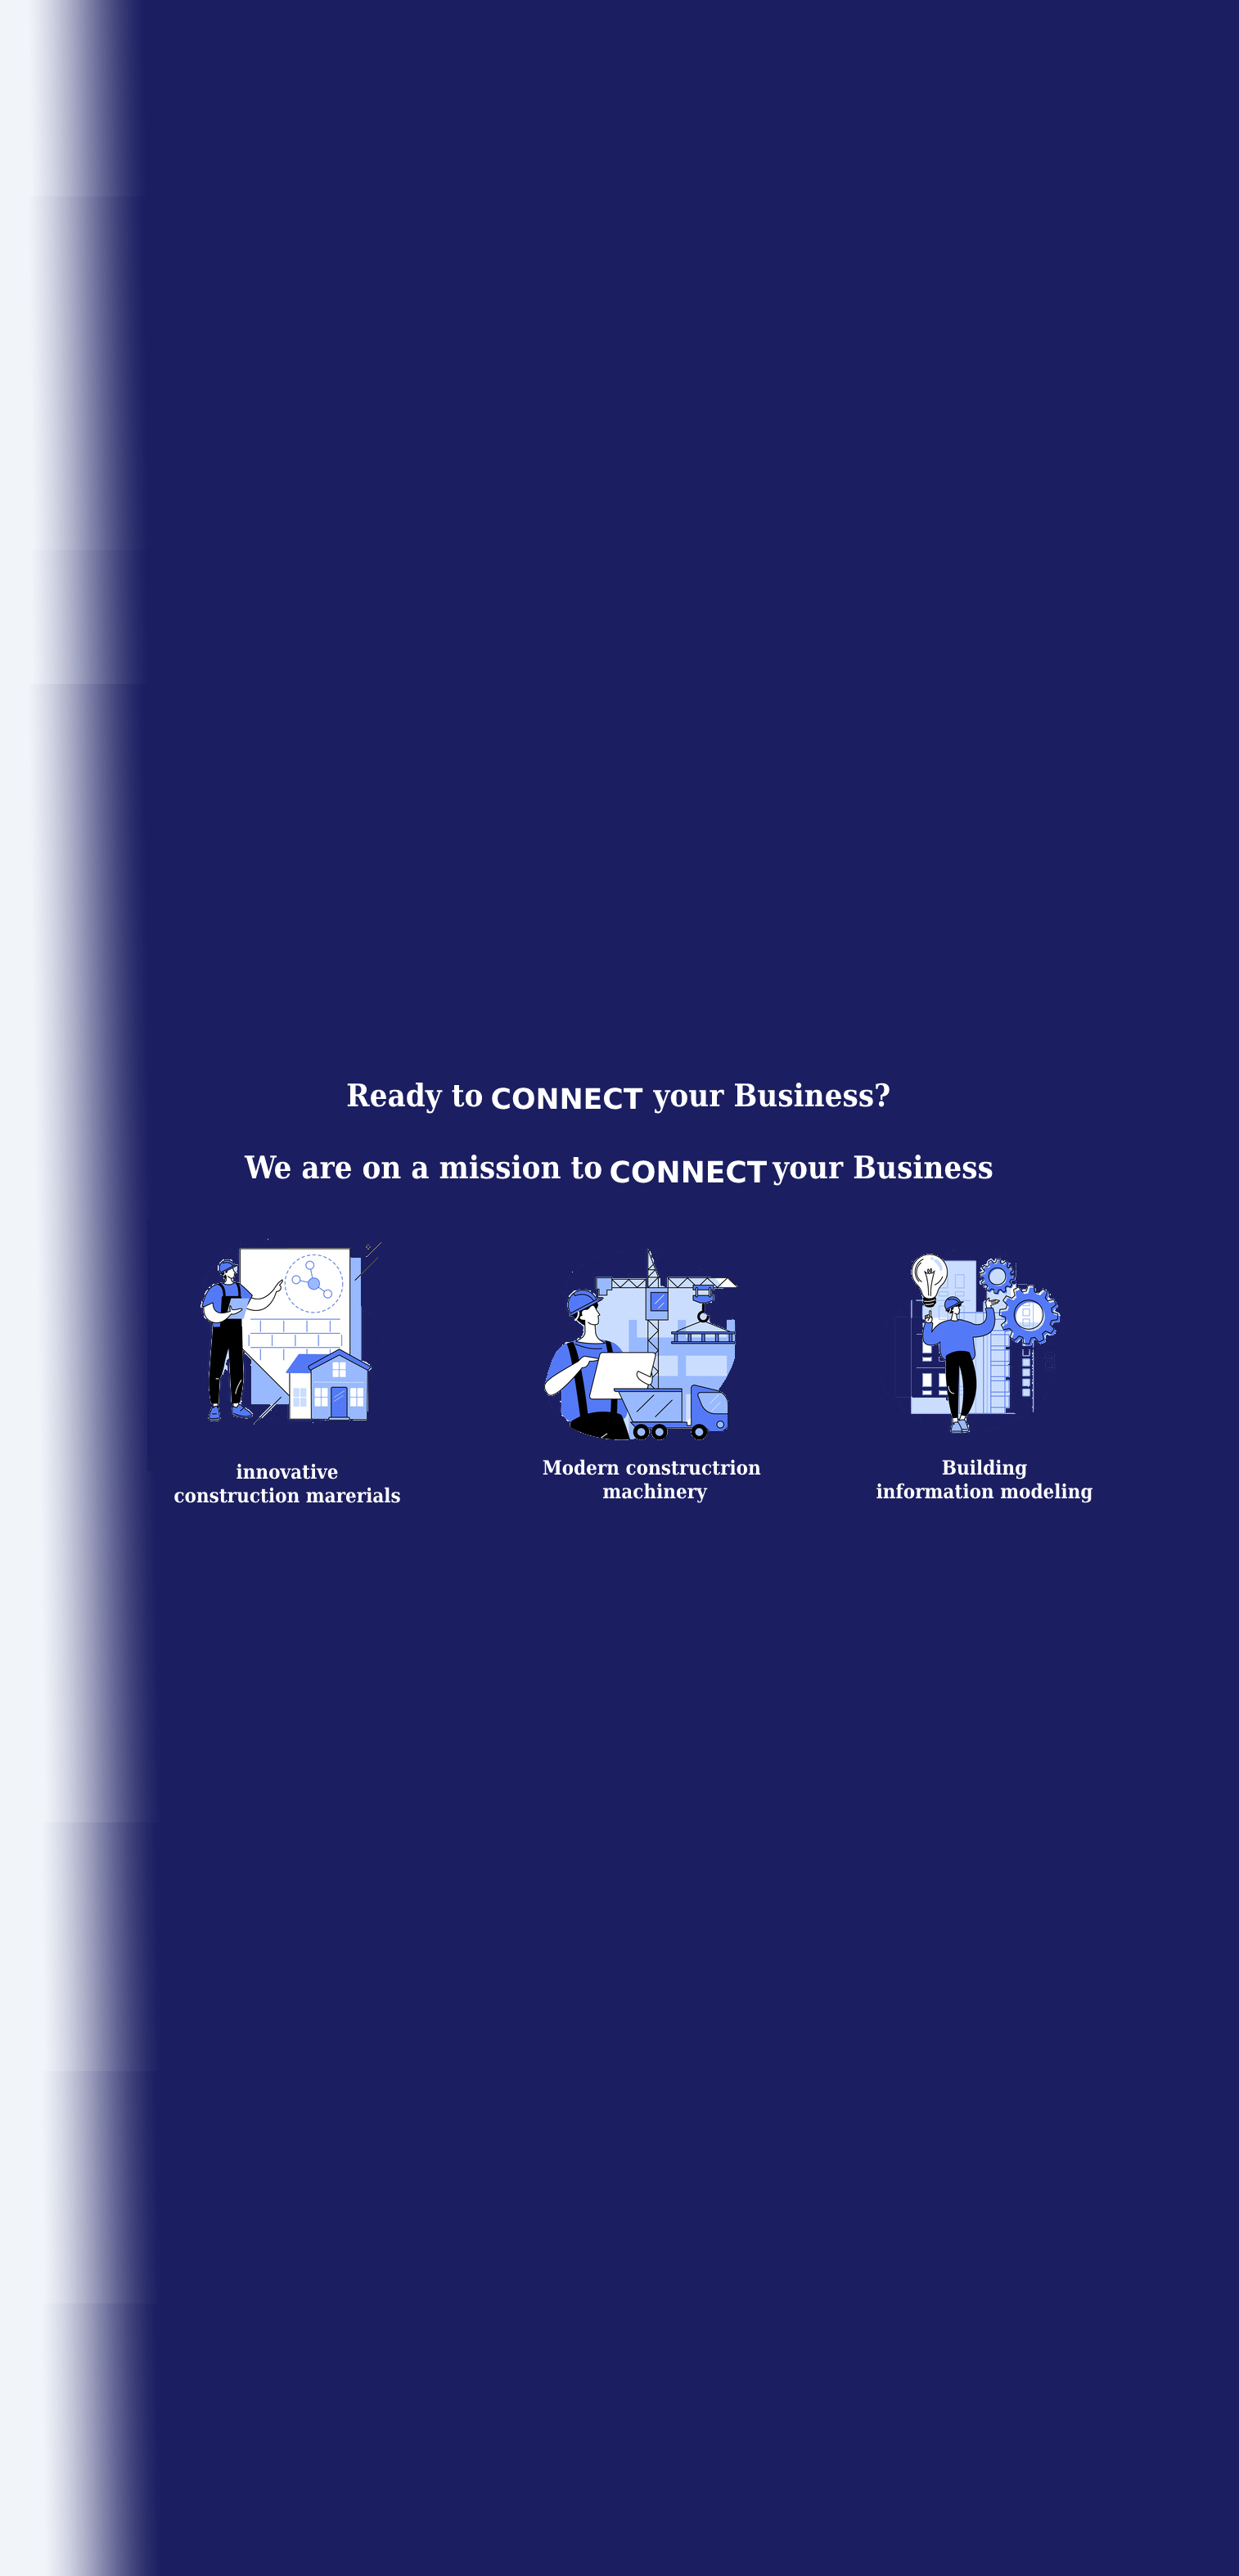 Ready to CONNECT your Business?
We are on a mission to CONNECT your Business
innovative
construction marerials
Modern constructrion
machinery
Building
information modeling